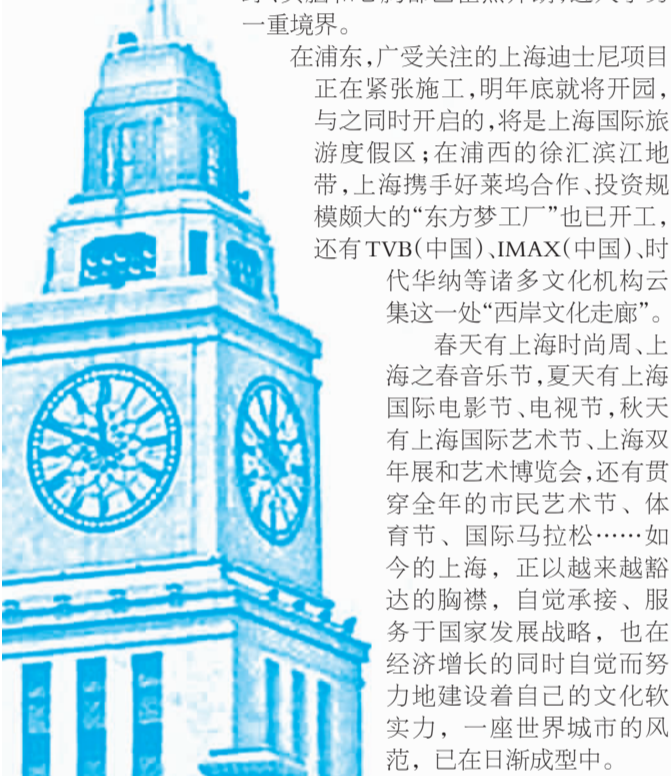 一重境界。
在浦东,广受关注的上海迪士尼项目
正在紧张施工,明年底就将开园,
与之同时开启的,将是上海国际旅
游度假区;在浦西的徐汇滨江地
带,上海携手好莱坞合作、投资规
模颇大的“东方梦工厂”也已开工,
还有TVB(中国)、IMAX(中国)、时
代华纳等诸多文化机构云
集这一处“西岸文化走廊”。
春天有上海时尚周、上
海之春音乐节,夏天有上海
国际电影节、电视节,秋天
有上海国际艺术节、上海双
年展和艺术博览会,还有贯
穿全年的市民艺术节、体
育节、国际马拉松……如
今的上海，正以越来越豁
达的胸襟，自觉承接、服
务于国家发展战略，也在
经济增长的同时自觉而努
力地建设着自己的文化软
实力，一座世界城市的风
范，已在日渐成型中。